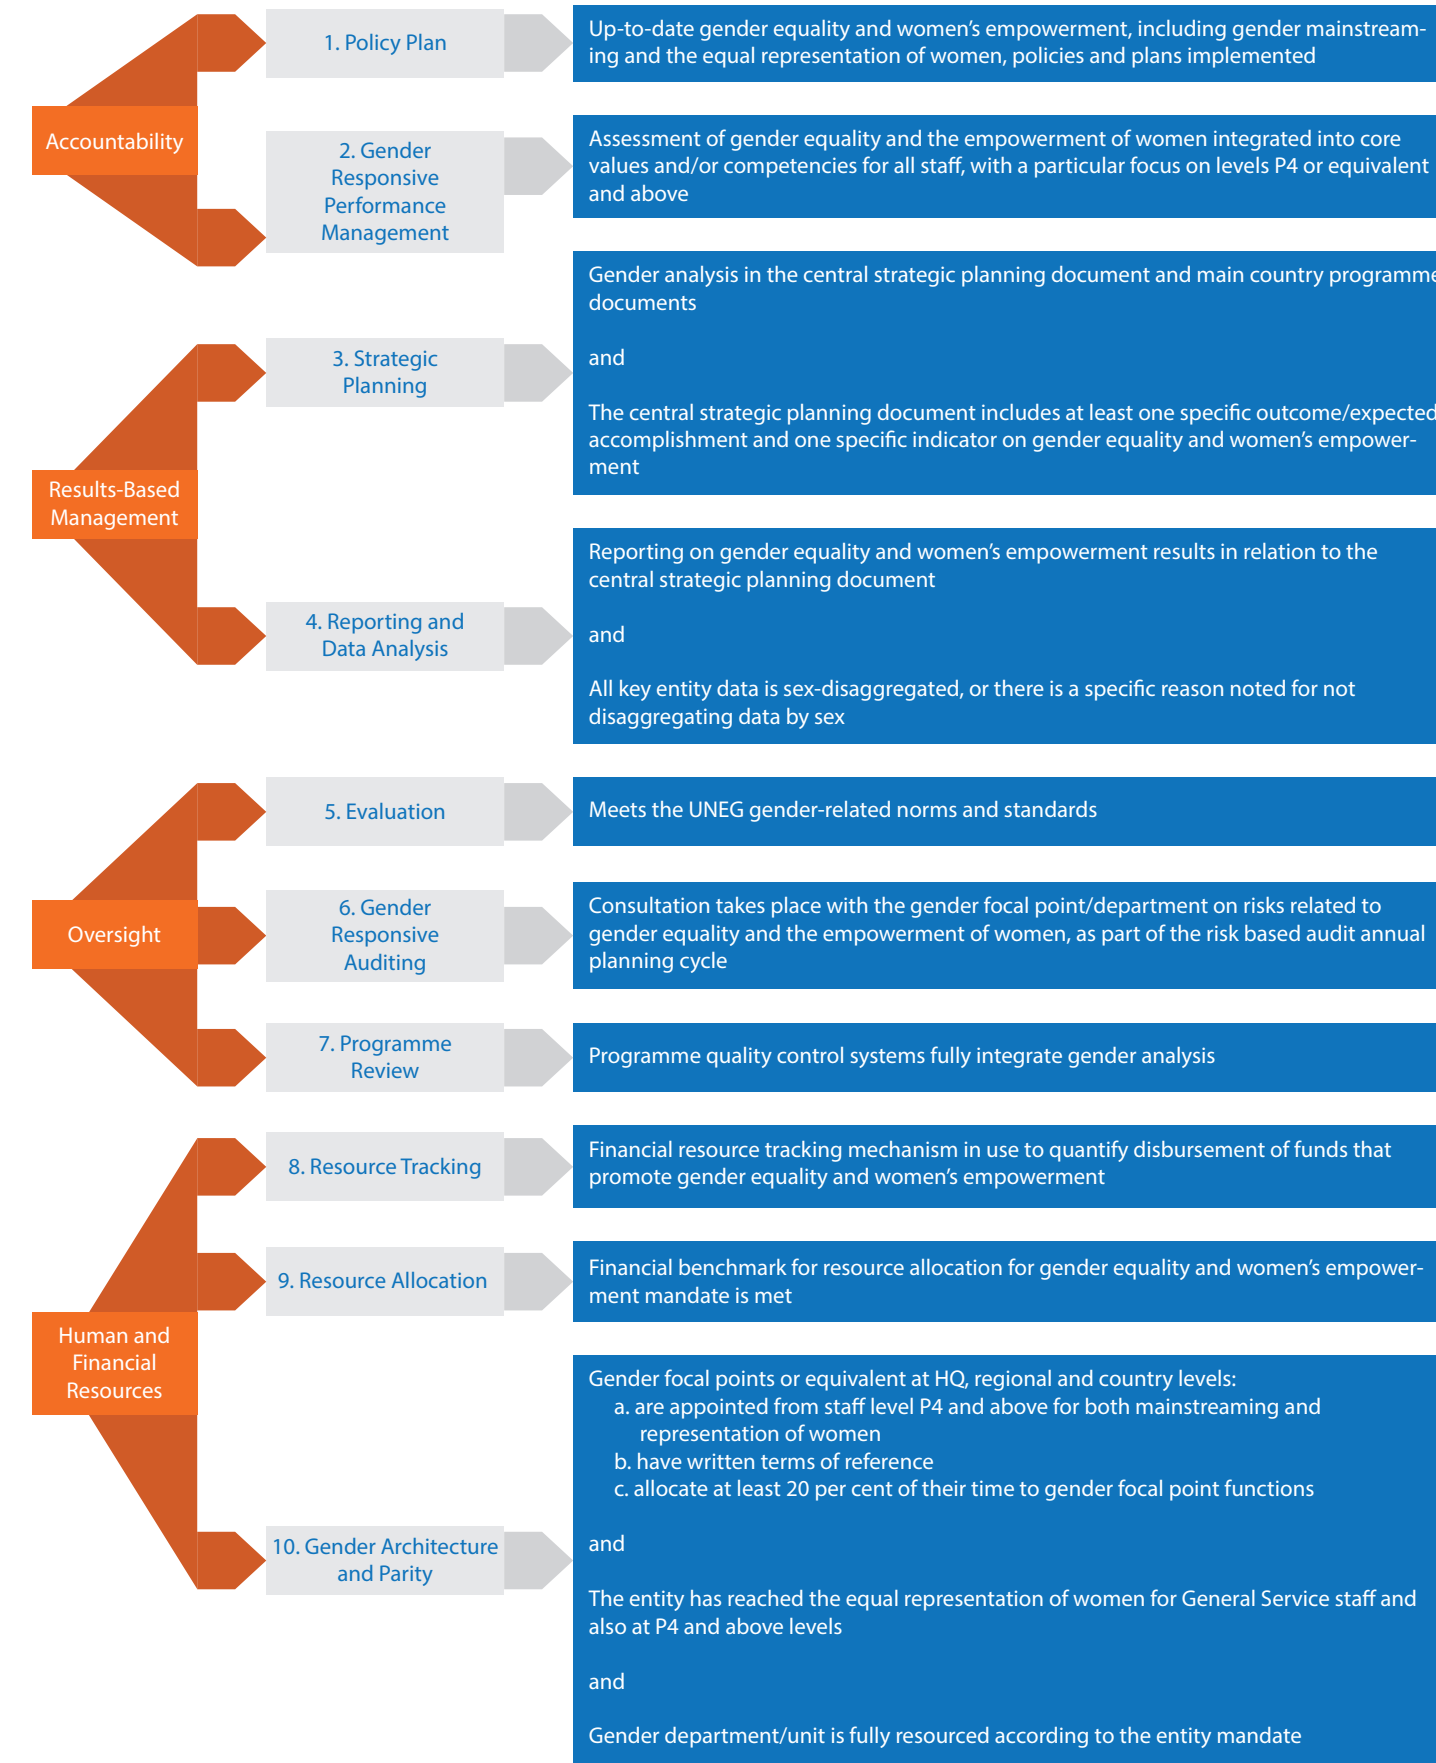 Accountability
1. Policy Plan
Up-to-date gender equality and women’s empowerment, including gender mainstream-
ing and the equal representation of women, policies and plans implemented
2. Gender
Responsive
Performance
Management
Assessment of gender equality and the empowerment of women integrated into core
values and/or competencies for all staff, with a particular focus on levels P4 or equivalent
and above
Results-Based
Management
3. Strategic
Planning
Gender analysis in the central strategic planning document and main country programme
documents
and
The central strategic planning document includes at least one specific outcome/expected
accomplishment and one specific indicator on gender equality and women’s empower-
ment
4. Reporting and
Data Analysis
Reporting on gender equality and women’s empowerment results in relation to the
central strategic planning document
and
All key entity data is sex-disaggregated, or there is a specific reason noted for not
disaggregating data by sex
Oversight
5. Evaluation
Meets the UNEG gender-related norms and standards
6. Gender
Responsive
Auditing
Consultation takes place with the gender focal point/department on risks related to
gender equality and the empowerment of women, as part of the risk based audit annual
planning cycle
7. Programme
Review
Programme quality control systems fully integrate gender analysis
Human and
Financial
Resources
8. Resource Tracking
Financial resource tracking mechanism in use to quantify disbursement of funds that
promote gender equality and women’s empowerment
9. Resource Allocation
Financial benchmark for resource allocation for gender equality and women’s empower-
ment mandate is met
10. Gender Architecture
and Parity
Gender focal points or equivalent at HQ, regional and country levels:
a. are appointed from staff level P4 and above for both mainstreaming and
representation of women
b. have written terms of reference
c. allocate at least 20 per cent of their time to gender focal point functions
and
The entity has reached the equal representation of women for General Service staff and
also at P4 and above levels
and
Gender department/unit is fully resourced according to the entity mandate